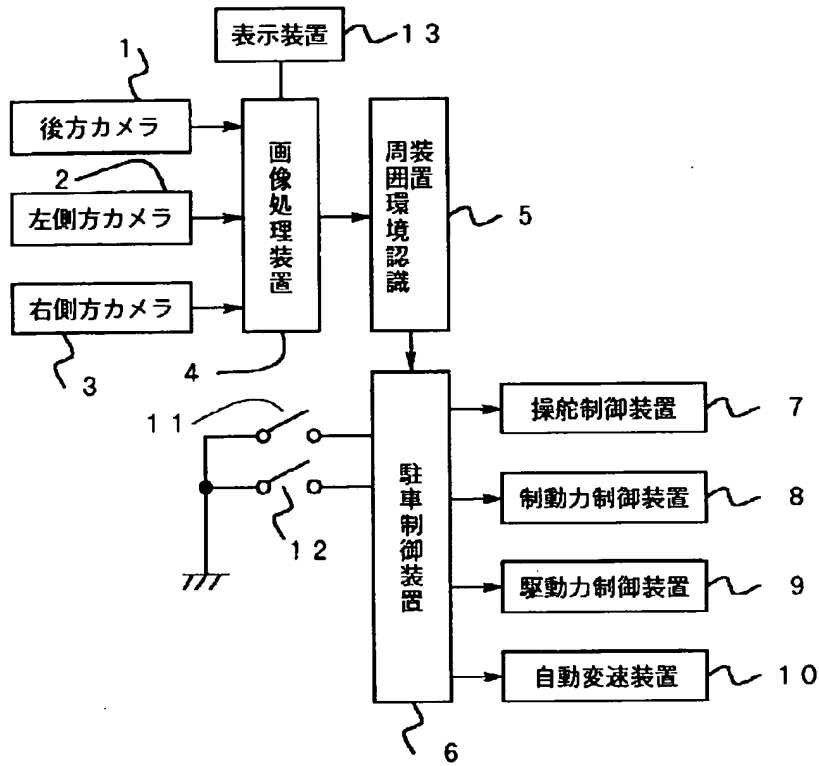 表示装置
13
1
後方カメラ
2
左側方カメラ
右側方カメラ
3
画像処理装置
4
周囲環境認識
装置
5
11
12
駐車制御装置
6
操舵制御装置
7
制動力制御装置
8
駆動力制御装置
9
自動変速装置
10